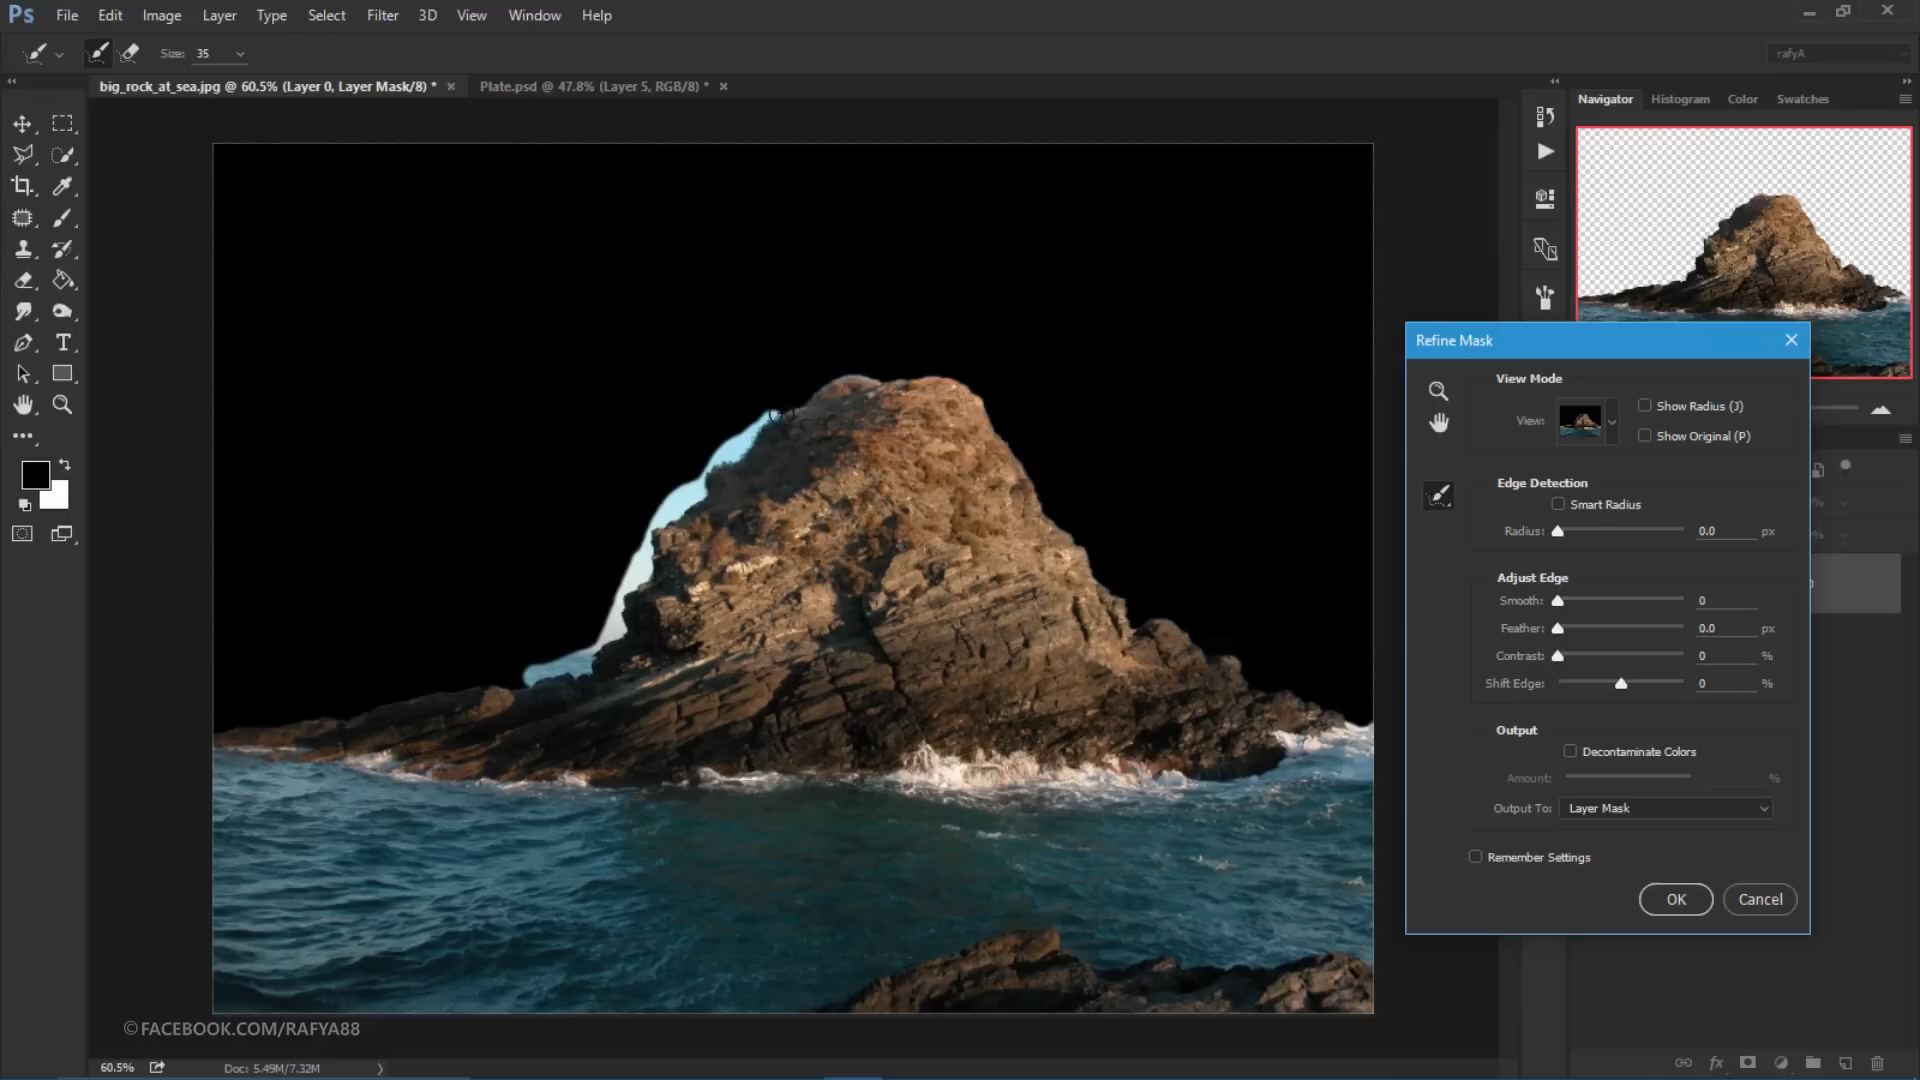 Ps File Edit Image Layer Type Select Filter 3D View Window Help
Size: 35
rafyA
big_rock_at_sea.jpg @ 60.5% (Layer 0, Layer Mask/8) *
Plate.psd @ 47.8% (Layer 5, RGB/8) *
Navigator Histogram Color Swatches
Refine Mask
View Mode
View:
Show Radius (J)
Show Original (P)
Edge Detection
Smart Radius
Radius: 0.0 px
Adjust Edge
Smooth: 0
Feather: 0.0 px
Contrast: 0 %
Shift Edge: 0 %
Output
Decontaminate Colors
Amount: %
Output To: Layer Mask
Remember Settings
OK Cancel
©FACEBOOK.COM/RAFYA88
60.5% Doc: 5.49M/7.32M
fx